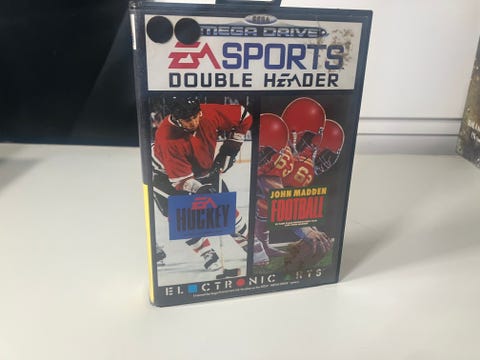 SEGA
MEGA DRIVE
EA SPORTS
DOUBLE HEADER
EA
HOCKEY
JOHN MADDEN
FOOTBALL
ELECTRONIC ARTS